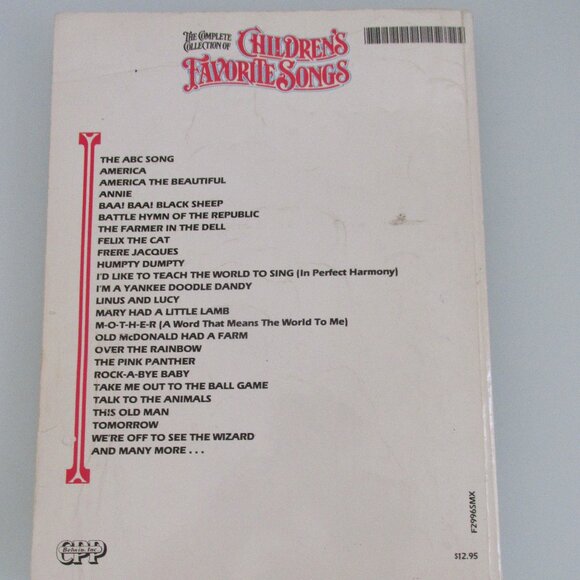 THE COMPLETE
COLLECTION OF
CHILDREN'S
FAVORITE SONGS
THE ABC SONG
AMERICA
AMERICA THE BEAUTIFUL
ANNIE
BAA! BAA! BLACK SHEEP
BATTLE HYMN OF THE REPUBLIC
THE FARMER IN THE DELL
FELIX THE CAT
FRERE JACQUES
HUMPTY DUMPTY
I'D LIKE TO TEACH THE WORLD TO SING (In Perfect Harmony)
I'M A YANKEE DOODLE DANDY
LINUS AND LUCY
MARY HAD A LITTLE LAMB
M-O-T-H-E-R (A Word That Means The World To Me)
OLD McDONALD HAD A FARM
OVER THE RAINBOW
THE PINK PANTHER
ROCK-A-BYE BABY
TAKE ME OUT TO THE BALL GAME
TALK TO THE ANIMALS
THIS OLD MAN
TOMORROW
WE'RE OFF TO SEE THE WIZARD
AND MANY MORE . . .
F2996SMX
CPP
Belwin, Inc.
$12.95